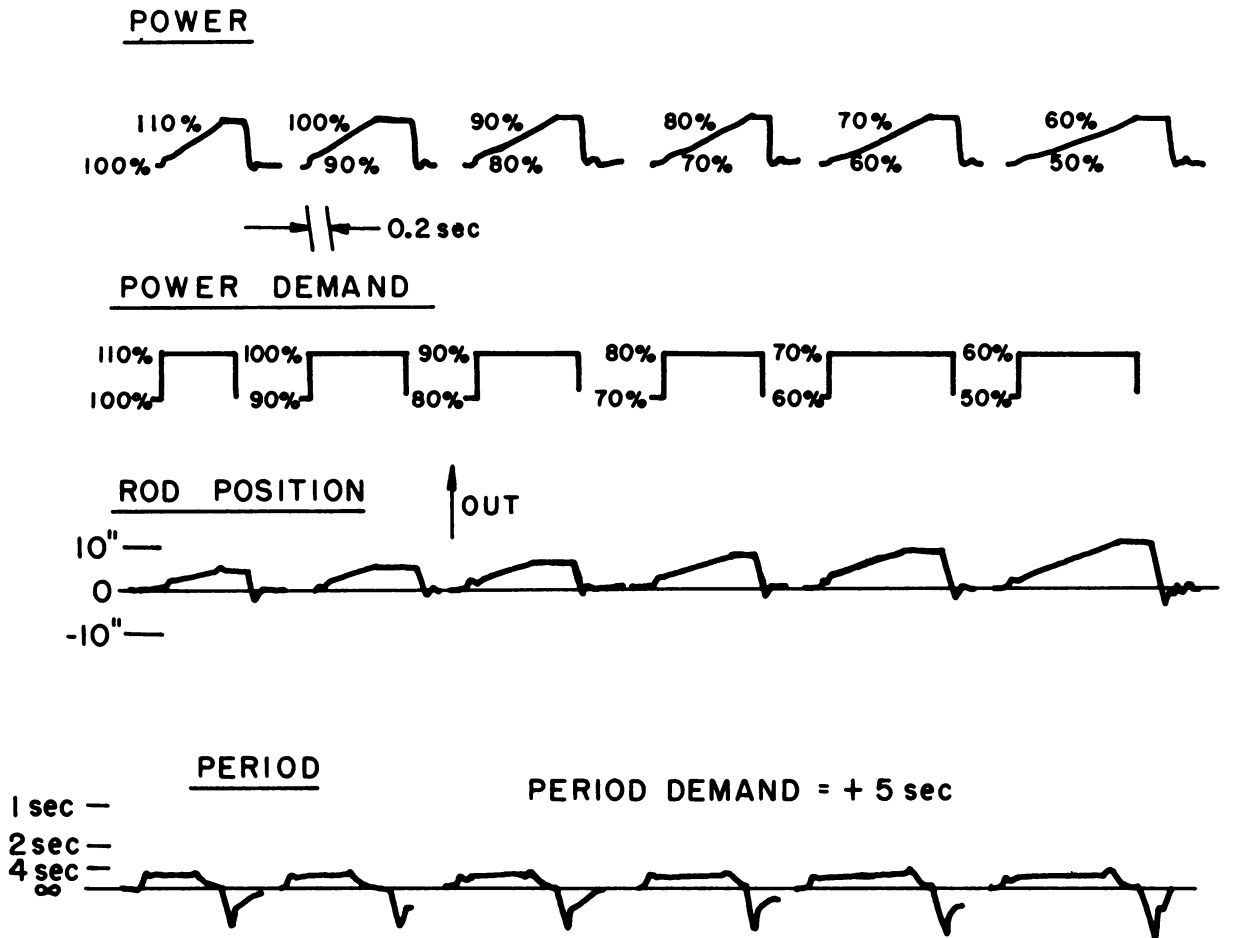 POWER
110% 100% 90% 80% 70% 60%
100% 90% 80% 70% 60% 50%
0.2 sec
POWER DEMAND
110% 100% 90% 80% 70% 60%
100% 90% 80% 70% 60% 50%
ROD POSITION
OUT
10"
0
-10"
PERIOD
PERIOD DEMAND = + 5 sec
1 sec
2 sec
4 sec
∞